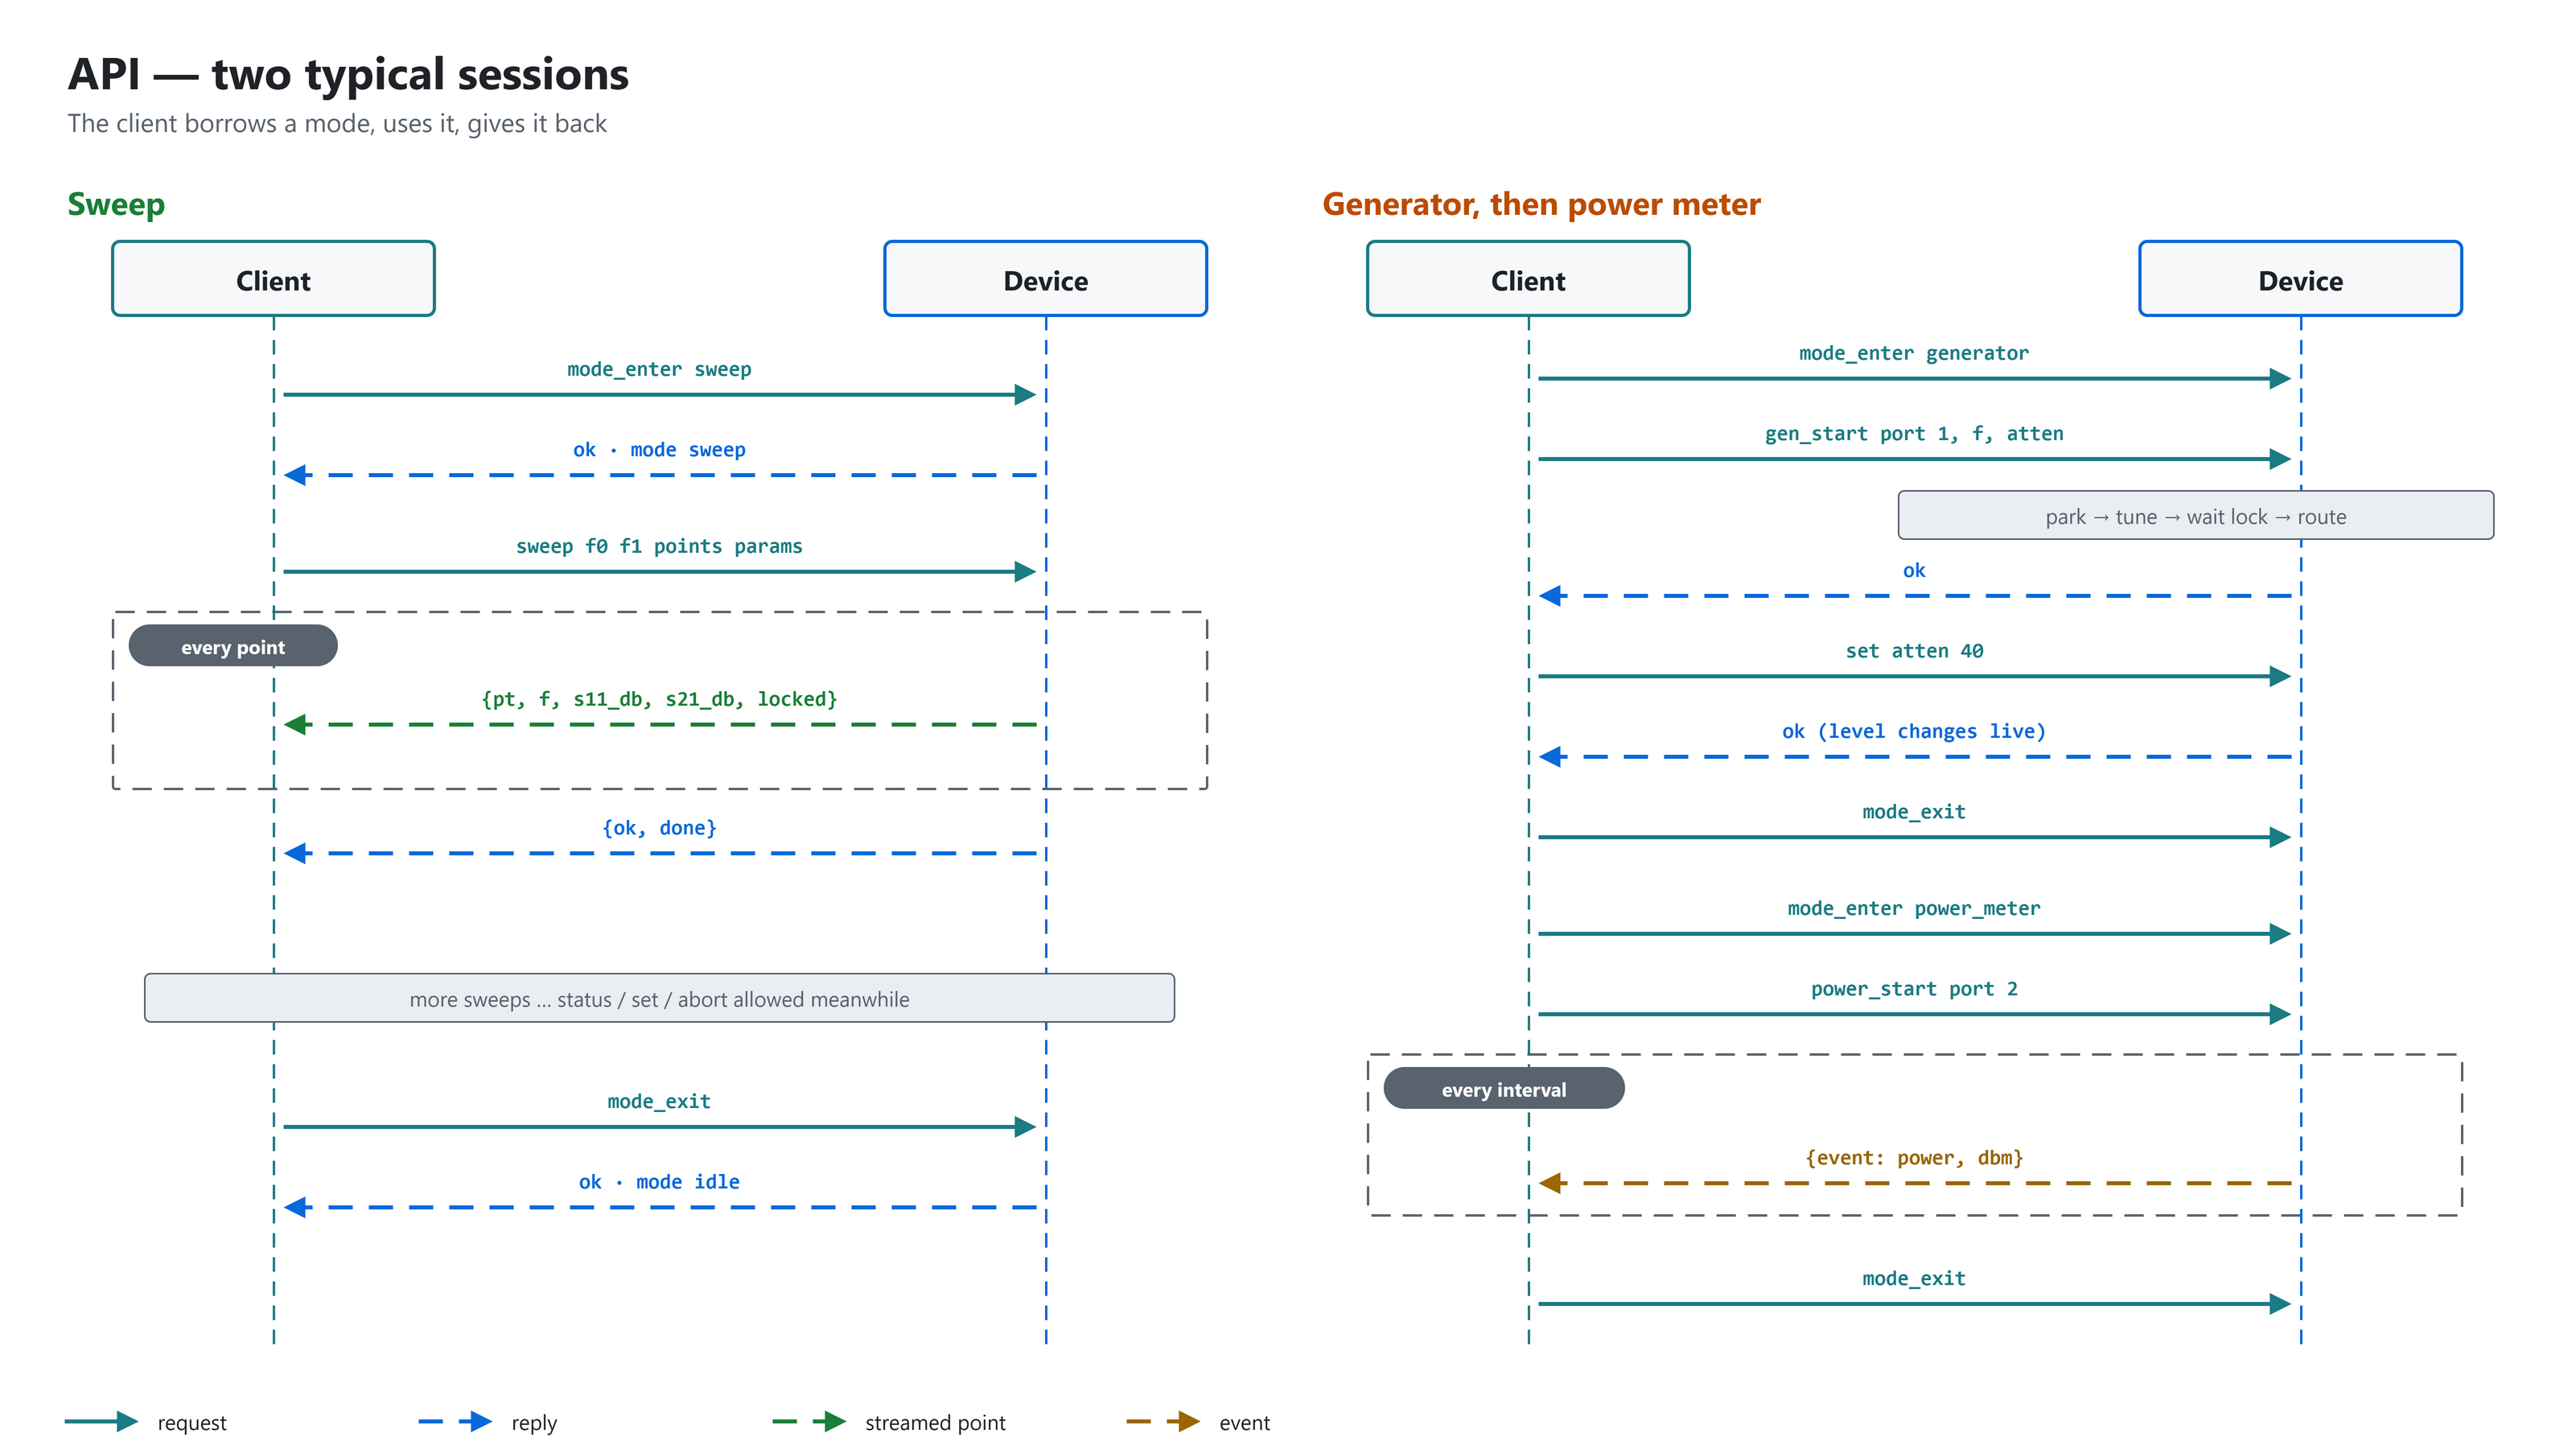 API — two typical sessions
The client borrows a mode, uses it, gives it back
Sweep
Client
Device
mode_enter sweep
ok · mode sweep
sweep f0 f1 points params
every point
{pt, f, s11_db, s21_db, locked}
{ok, done}
more sweeps ... status / set / abort allowed meanwhile
mode_exit
ok · mode idle
Generator, then power meter
Client
Device
mode_enter generator
gen_start port 1, f, atten
park → tune → wait lock → route
ok
set atten 40
ok (level changes live)
mode_exit
mode_enter power_meter
power_start port 2
every interval
{event: power, dbm}
mode_exit
request
reply
streamed point
event